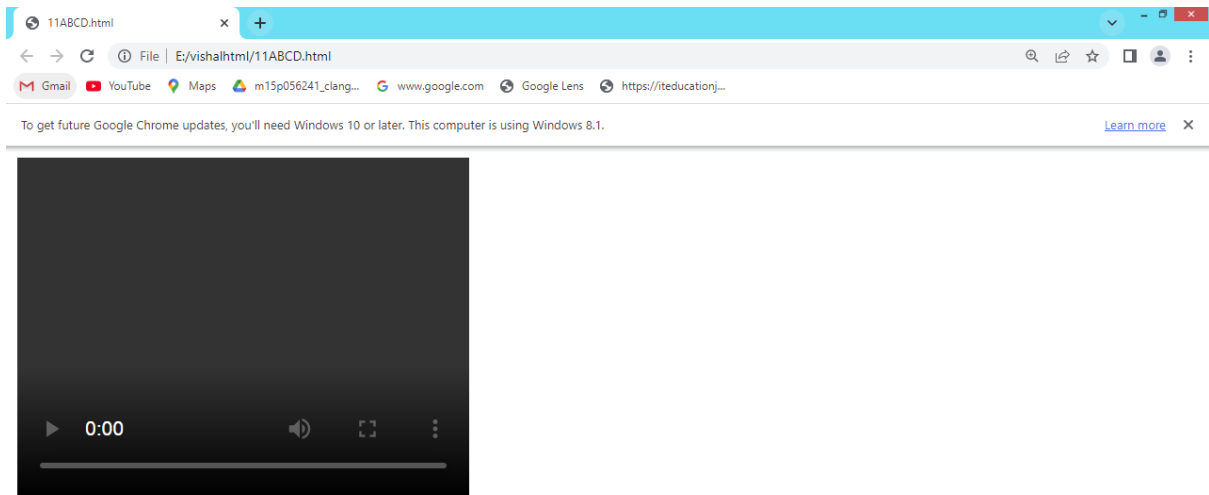 11ABCD.html
File | E:/vishalhtml/11ABCD.html
Gmail YouTube Maps m15p056241_clang... www.google.com Google Lens https://iteducationj...
To get future Google Chrome updates, you'll need Windows 10 or later. This computer is using Windows 8.1. Learn more
0:00